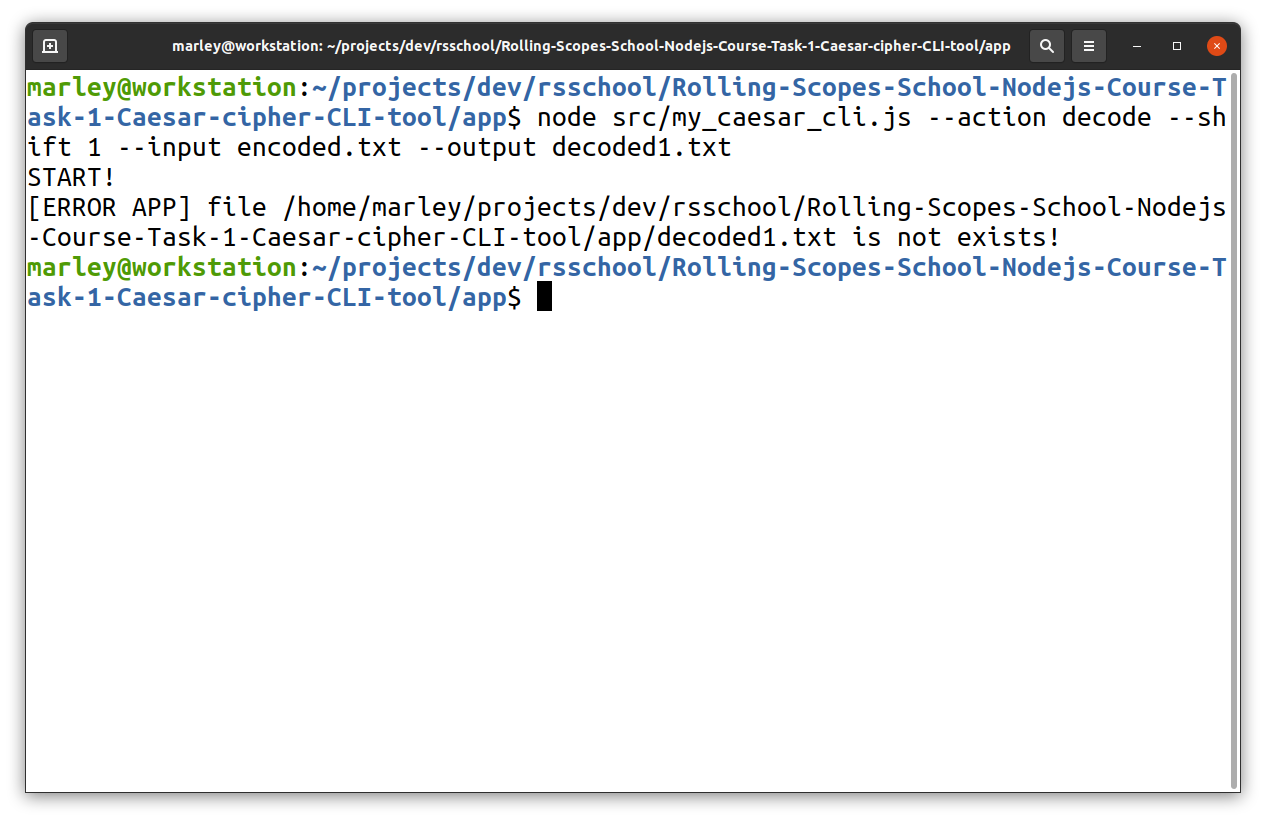 marley@workstation: ~/projects/dev/rsschool/Rolling-Scopes-School-Nodejs-Course-Task-1-Caesar-cipher-CLI-tool/app
marley@workstation:~/projects/dev/rsschool/Rolling-Scopes-School-Nodejs-Course-T
ask-1-Caesar-cipher-CLI-tool/app$ node src/my_caesar_cli.js --action decode --sh
ift 1 --input encoded.txt --output decoded1.txt
START!
[ERROR APP] file /home/marley/projects/dev/rsschool/Rolling-Scopes-School-Nodejs
-Course-Task-1-Caesar-cipher-CLI-tool/app/decoded1.txt is not exists!
marley@workstation:~/projects/dev/rsschool/Rolling-Scopes-School-Nodejs-Course-T
ask-1-Caesar-cipher-CLI-tool/app$